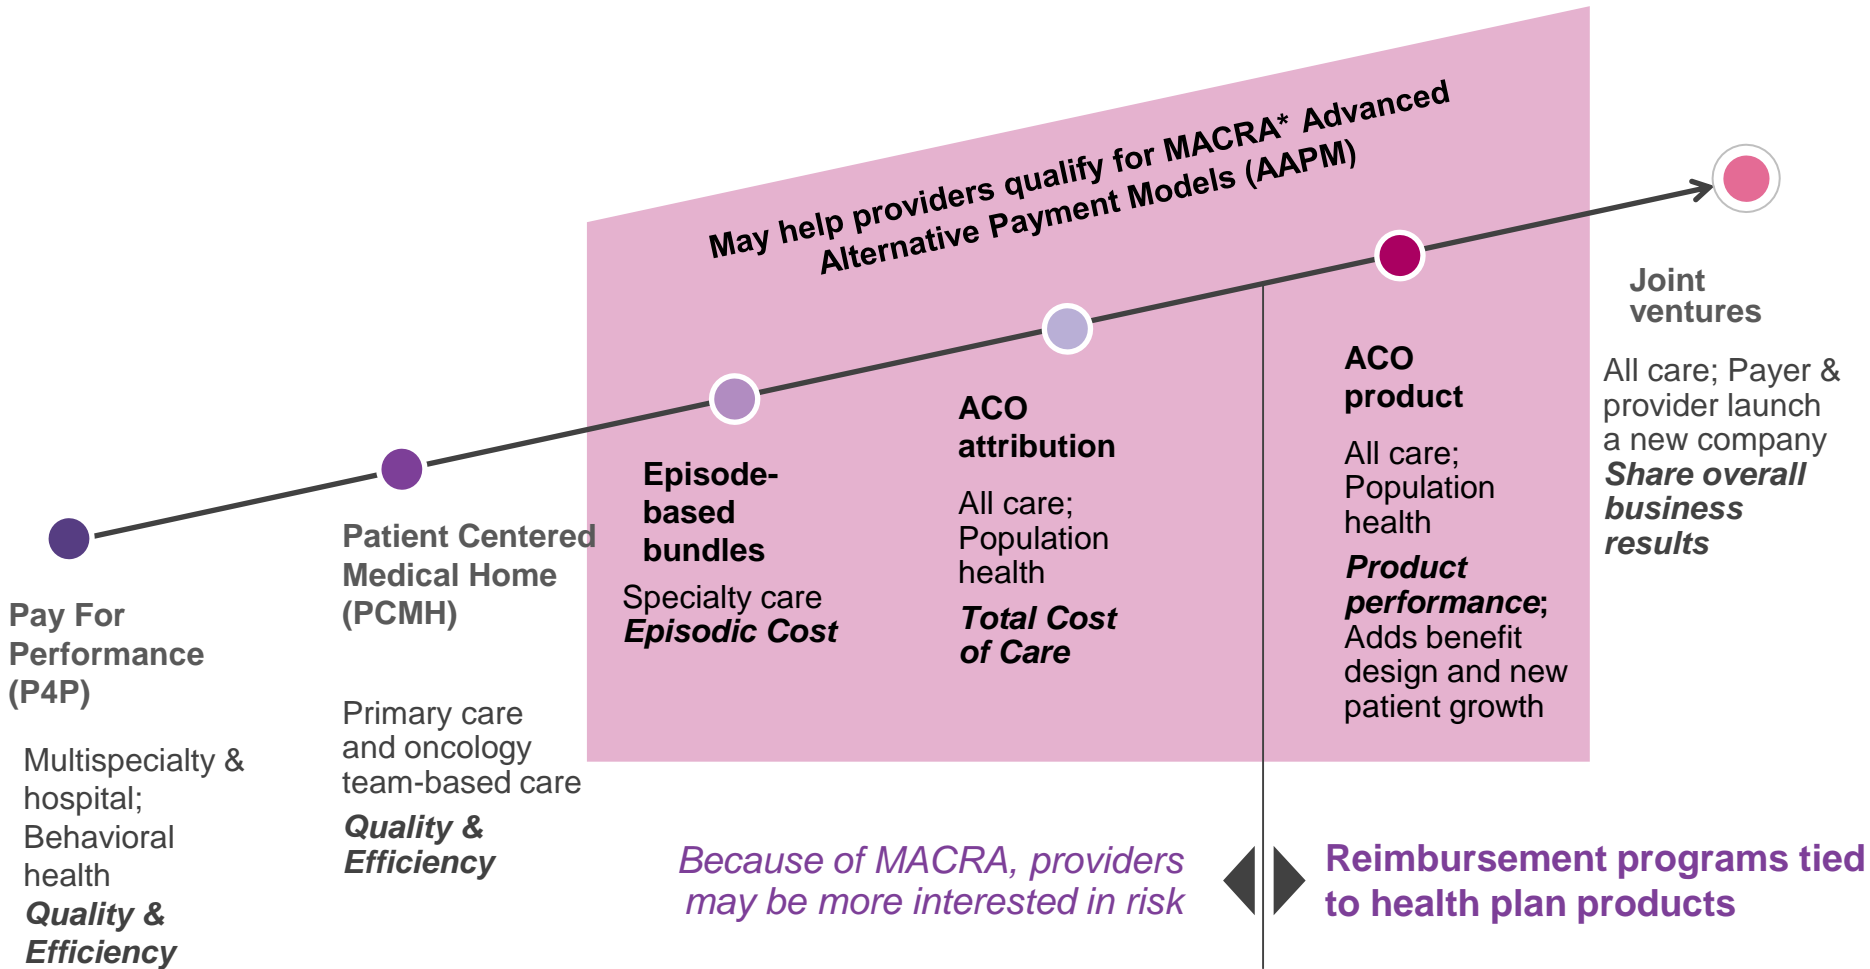 May help providers qualify for MACRA* Advanced
Alternative Payment Models (AAPM)
Pay For
Performance
(P4P)
Multispecialty &
hospital;
Behavioral
health
Quality &
Efficiency
Patient Centered
Medical Home
(PCMH)
Primary care
and oncology
team-based care
Quality &
Efficiency
Episode-
based
bundles
Specialty care
Episodic Cost
ACO
attribution
All care;
Population
health
Total Cost
of Care
ACO
product
All care;
Population
health
Product
performance;
Adds benefit
design and new
patient growth
Joint
ventures
All care; Payer &
provider launch
a new company
Share overall
business
results
Because of MACRA, providers
may be more interested in risk
Reimbursement programs tied
to health plan products